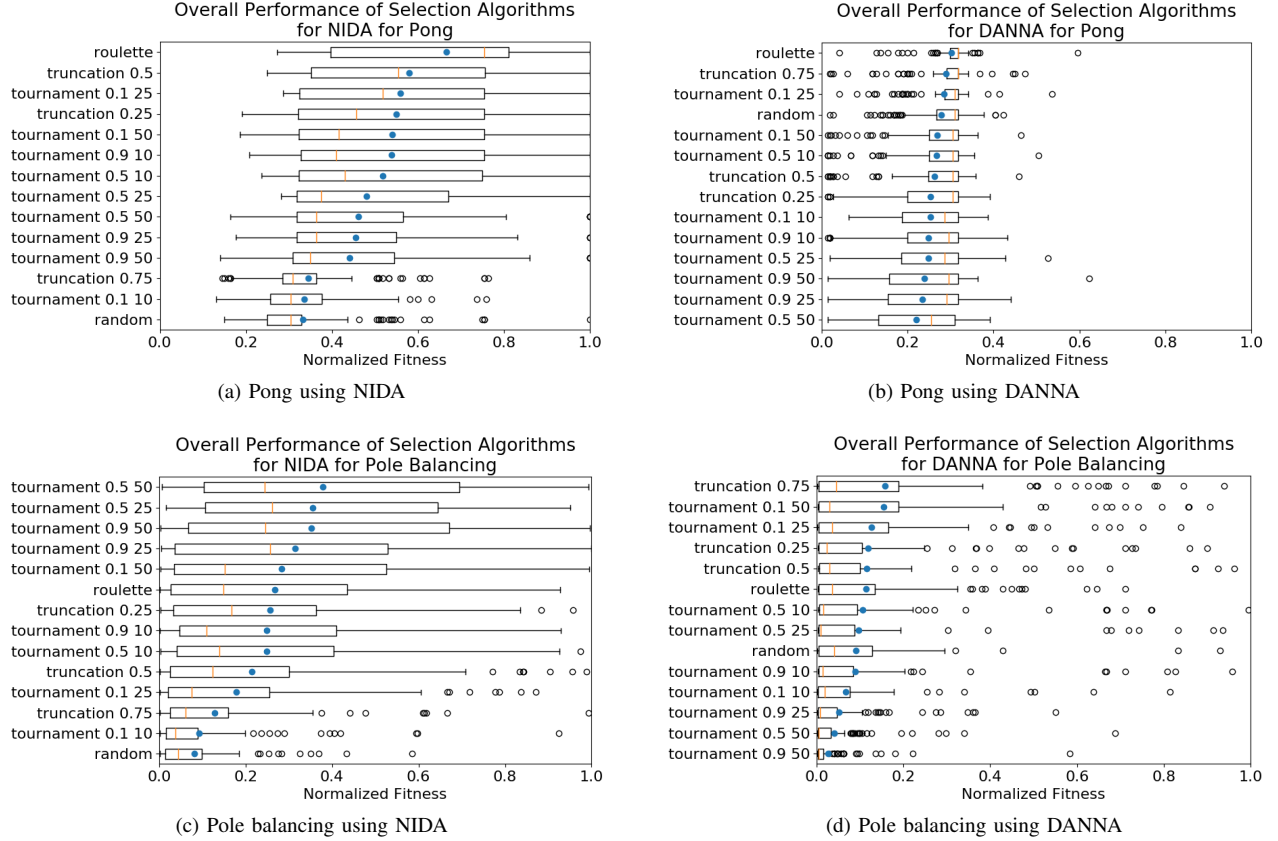 Overall Performance of Selection Algorithms
for NIDA for Pong
roulette
truncation 0.5
tournament 0.1 25
truncation 0.25
tournament 0.1 50
tournament 0.9 10
tournament 0.5 10
tournament 0.5 25
tournament 0.5 50
tournament 0.9 25
tournament 0.9 50
truncation 0.75
tournament 0.1 10
random
0.0 0.2 0.4 0.6 0.8 1.0
Normalized Fitness
(a) Pong using NIDA
Overall Performance of Selection Algorithms
for DANNA for Pong
roulette
truncation 0.75
tournament 0.1 25
random
tournament 0.1 50
tournament 0.5 10
truncation 0.5
truncation 0.25
tournament 0.1 10
tournament 0.9 10
tournament 0.5 25
tournament 0.9 50
tournament 0.9 25
tournament 0.5 50
0.0 0.2 0.4 0.6 0.8 1.0
Normalized Fitness
(b) Pong using DANNA
Overall Performance of Selection Algorithms
for NIDA for Pole Balancing
tournament 0.5 50
tournament 0.5 25
tournament 0.9 50
tournament 0.9 25
tournament 0.1 50
roulette
truncation 0.25
tournament 0.9 10
tournament 0.5 10
truncation 0.5
tournament 0.1 25
truncation 0.75
tournament 0.1 10
random
0.0 0.2 0.4 0.6 0.8 1.0
Normalized Fitness
(c) Pole balancing using NIDA
Overall Performance of Selection Algorithms
for DANNA for Pole Balancing
truncation 0.75
tournament 0.1 50
tournament 0.1 25
truncation 0.25
truncation 0.5
roulette
tournament 0.5 10
tournament 0.5 25
random
tournament 0.9 10
tournament 0.1 10
tournament 0.9 25
tournament 0.5 50
tournament 0.9 50
0.0 0.2 0.4 0.6 0.8 1.0
Normalized Fitness
(d) Pole balancing using DANNA